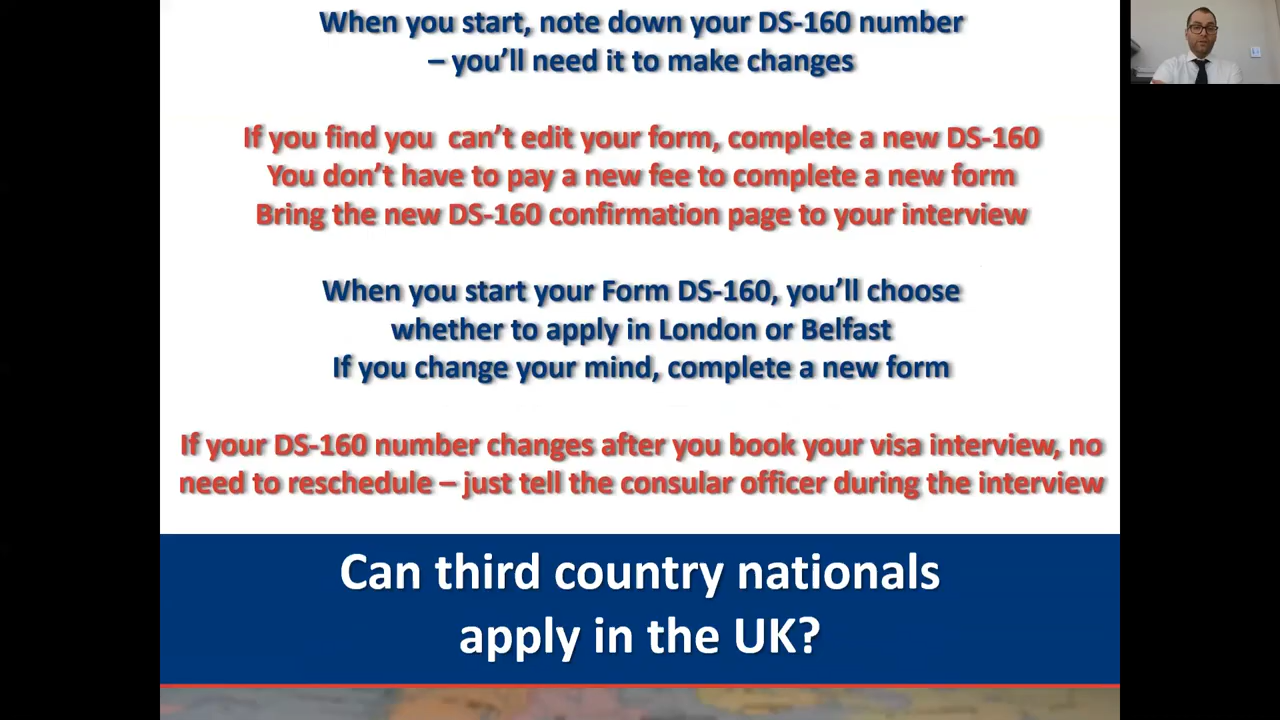 When you start, note down your DS-160 number
– you'll need it to make changes
If you find you can't edit your form, complete a new DS-160
You don't have to pay a new fee to complete a new form
Bring the new DS-160 confirmation page to your interview
When you start your Form DS-160, you'll choose
whether to apply in London or Belfast
If you change your mind, complete a new form
If your DS-160 number changes after you book your visa interview, no
need to reschedule – just tell the consular officer during the interview
Can third country nationals
apply in the UK?